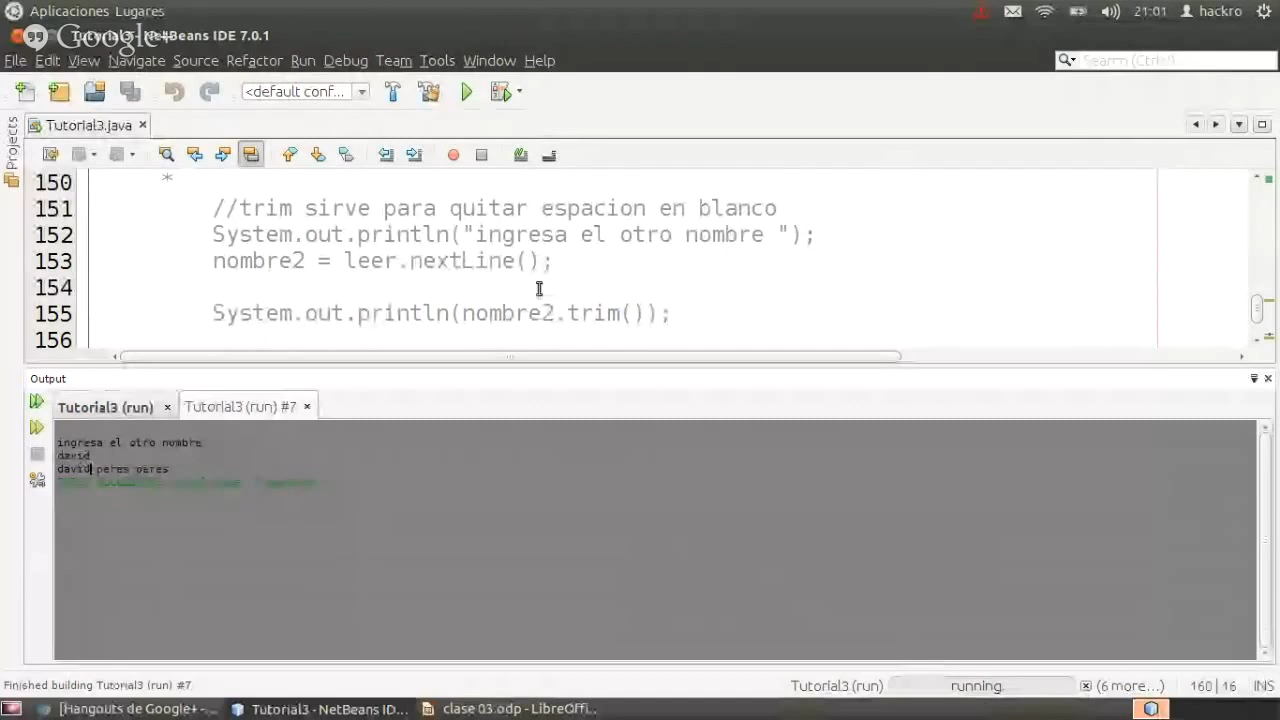 Aplicaciones Lugares
21:01
hackro
Google+
Tutorial3 - NetBeans IDE 7.0.1
File Edit View Navigate Source Refactor Run Debug Team Tools Window Help
Search (Ctrl+I)
<default conf...
Projects
Tutorial3.java
150 *
151 //trim sirve para quitar espacion en blanco
152 System.out.println("ingresa el otro nombre ");
153 nombre2 = leer.nextLine();
154
155 System.out.println(nombre2.trim());
156
Output
Tutorial3 (run)
Tutorial3 (run) #7
ingresa el otro nombre
david
david peres
Finished building Tutorial3 (run) #7
Tutorial3 (run)
running...
(6 more...)
160|16
INS
[Hangouts de Google+-...
Tutorial3 - NetBeans ID...
clase 03.odp - LibreOffi...